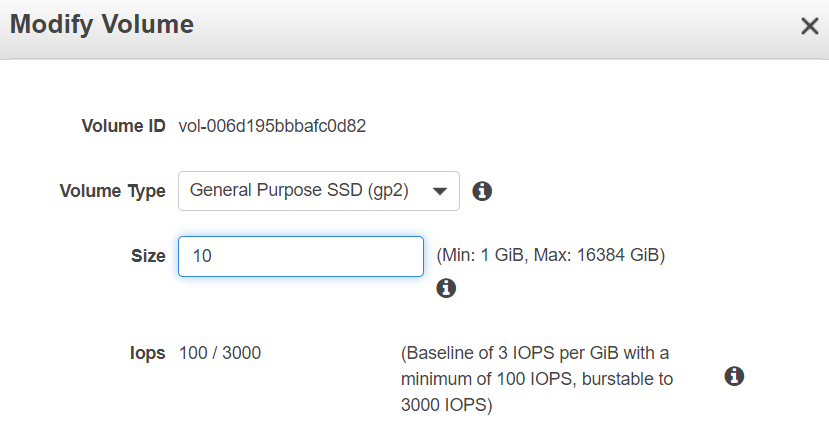 Modify Volume
Volume ID vol-006d195bbbafc0d82
Volume Type General Purpose SSD (gp2)
Size 10 (Min: 1 GiB, Max: 16384 GiB)
Iops 100 / 3000 (Baseline of 3 IOPS per GiB with a
minimum of 100 IOPS, burstable to
3000 IOPS)